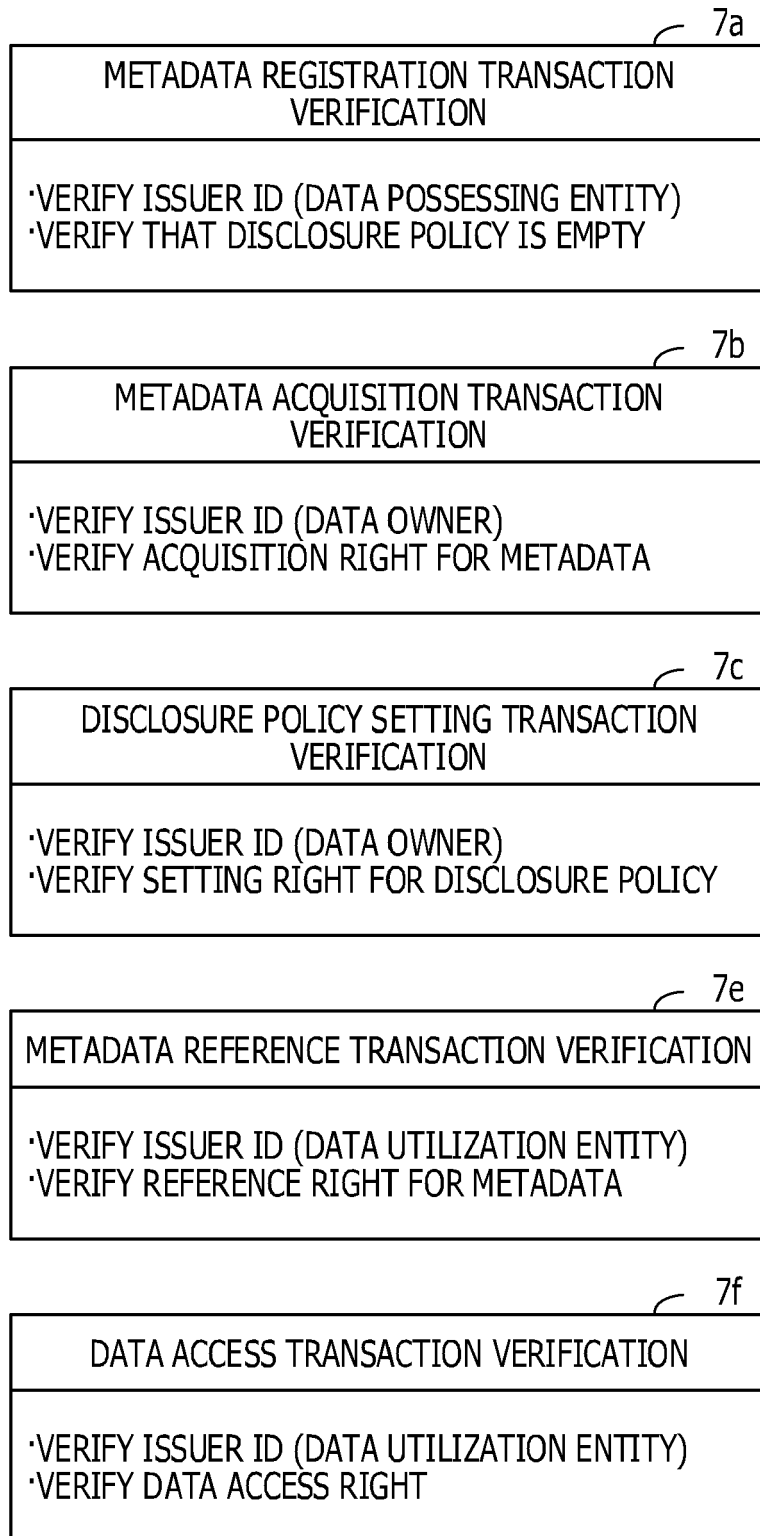 7a
METADATA REGISTRATION TRANSACTION
VERIFICATION
·VERIFY ISSUER ID (DATA POSSESSING ENTITY)
·VERIFY THAT DISCLOSURE POLICY IS EMPTY
7b
METADATA ACQUISITION TRANSACTION
VERIFICATION
·VERIFY ISSUER ID (DATA OWNER)
·VERIFY ACQUISITION RIGHT FOR METADATA
7c
DISCLOSURE POLICY SETTING TRANSACTION
VERIFICATION
·VERIFY ISSUER ID (DATA OWNER)
·VERIFY SETTING RIGHT FOR DISCLOSURE POLICY
7e
METADATA REFERENCE TRANSACTION VERIFICATION
·VERIFY ISSUER ID (DATA UTILIZATION ENTITY)
·VERIFY REFERENCE RIGHT FOR METADATA
7f
DATA ACCESS TRANSACTION VERIFICATION
·VERIFY ISSUER ID (DATA UTILIZATION ENTITY)
·VERIFY DATA ACCESS RIGHT